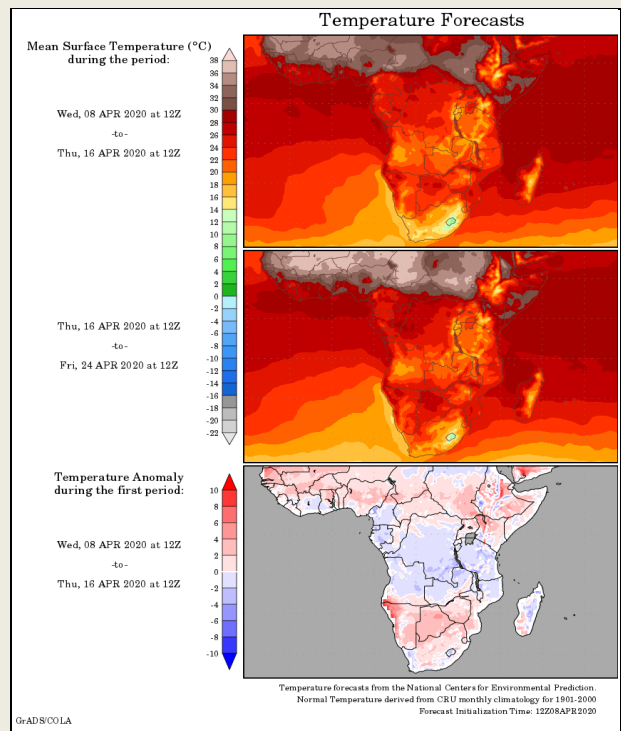 Temperature Forecasts
Mean Surface Temperature (°C)
during the period:
38
36
34
32
30
28
26
24
22
20
18
16
14
12
10
8
6
4
2
0
-2
-4
-6
-8
-10
-12
-14
-16
-18
-20
-22
Wed, 08 APR 2020 at 12Z
-to-
Thu, 16 APR 2020 at 12Z
Thu, 16 APR 2020 at 12Z
-to-
Fri, 24 APR 2020 at 12Z
Temperature Anomaly
during the first period:
10
8
6
4
2
0
-2
-4
-6
-8
-10
Wed, 08 APR 2020 at 12Z
-to-
Thu, 16 APR 2020 at 12Z
Temperature forecasts from the National Centers for Environmental Prediction.
Normal Temperature derived from CRU monthly climatology for 1901-2000
Forecast Initialization Time: 12Z08APR2020
GrADS/COLA